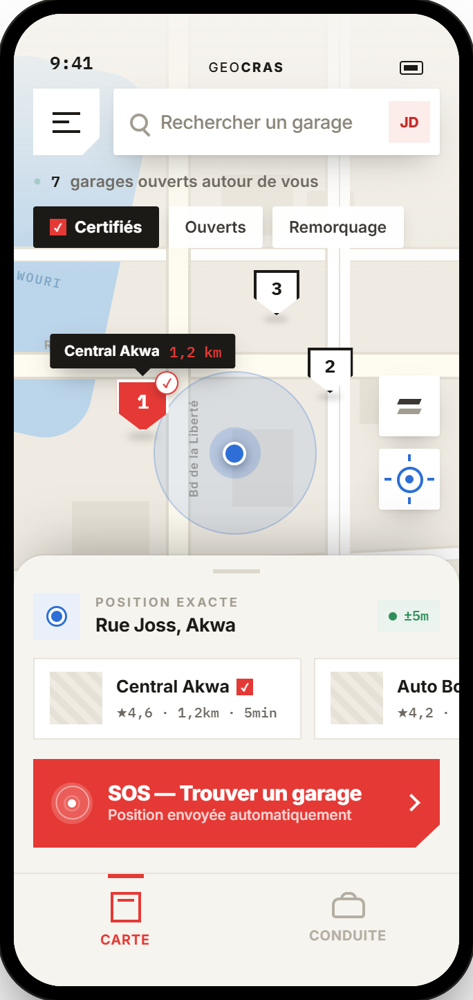 9:41
GEOCRAS
Rechercher un garage
JD
7 garages ouverts autour de vous
Certifiés
Ouverts
Remorquage
WOURI
3
Central Akwa 1,2 km
2
1
Bd de la Liberté
POSITION EXACTE
Rue Joss, Akwa
±5m
Central Akwa
★4,6 · 1,2km · 5min
Auto
★4,2 ·
SOS — Trouver un garage
Position envoyée automatiquement
CARTE
CONDUITE